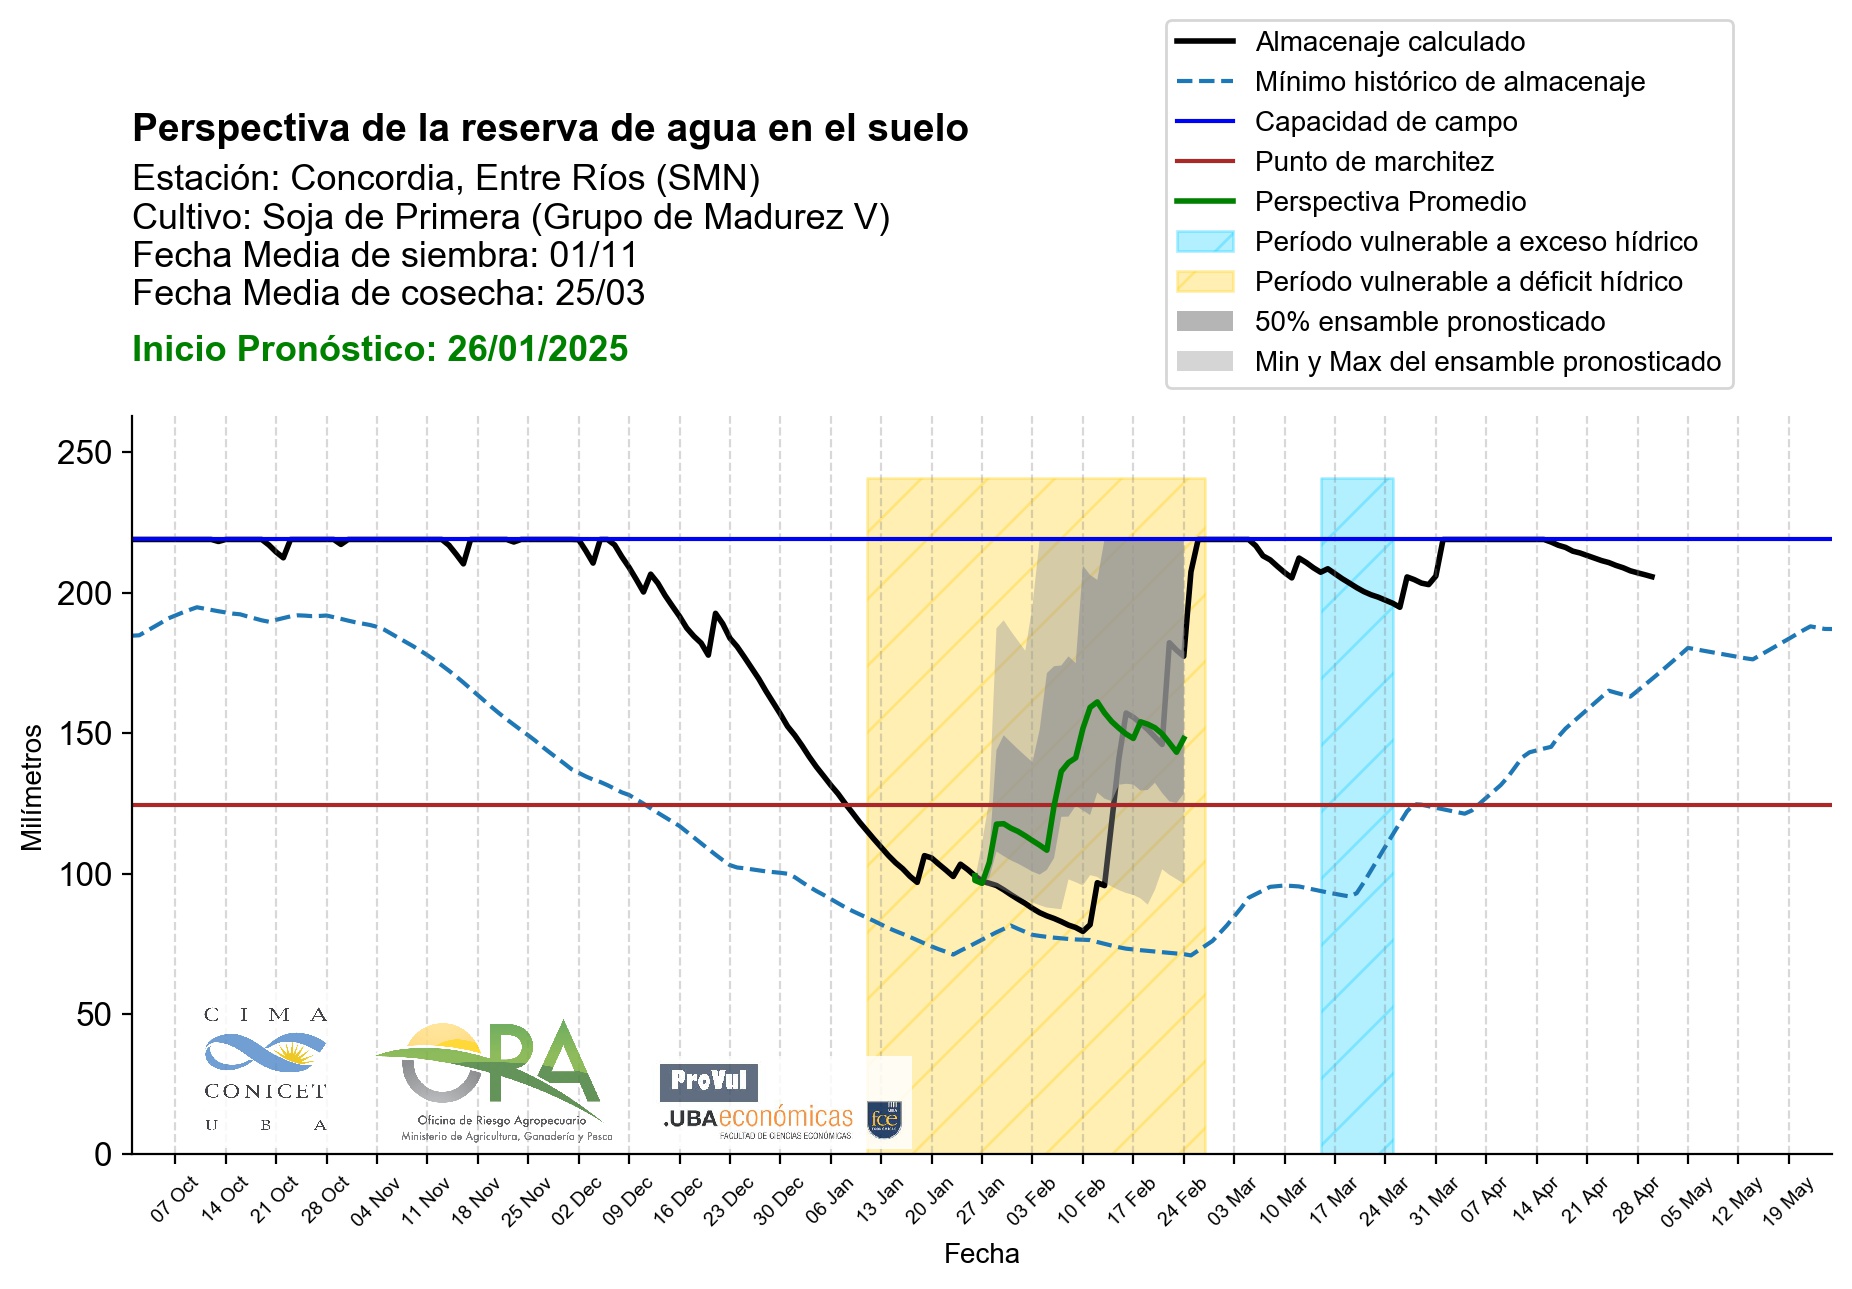 Almacenaje calculado
Mínimo histórico de almacenaje
Capacidad de campo
Punto de marchitez
Perspectiva Promedio
Período vulnerable a exceso hídrico
Período vulnerable a déficit hídrico
50% ensamble pronosticado
Min y Max del ensamble pronosticado
Perspectiva de la reserva de agua en el suelo
Estación: Concordia, Entre Ríos (SMN)
Cultivo: Soja de Primera (Grupo de Madurez V)
Fecha Media de siembra: 01/11
Fecha Media de cosecha: 25/03
Inicio Pronóstico: 26/01/2025
250
200
150
100
50
0
Milímetros
CIMA
CONICET
UBA
ORA
Oficina de Riesgo Agropecuario
Ministerio de Agricultura, Ganadería y Pesca
ProVul
.UBAeconómicas
FACULTAD DE CIENCIAS ECONÓMICAS
UBA
fce
07 Oct
14 Oct
21 Oct
28 Oct
04 Nov
11 Nov
18 Nov
25 Nov
02 Dec
09 Dec
16 Dec
23 Dec
30 Dec
06 Jan
13 Jan
20 Jan
27 Jan
03 Feb
10 Feb
17 Feb
24 Feb
03 Mar
10 Mar
17 Mar
24 Mar
31 Mar
07 Apr
14 Apr
21 Apr
28 Apr
05 May
12 May
19 May
Fecha